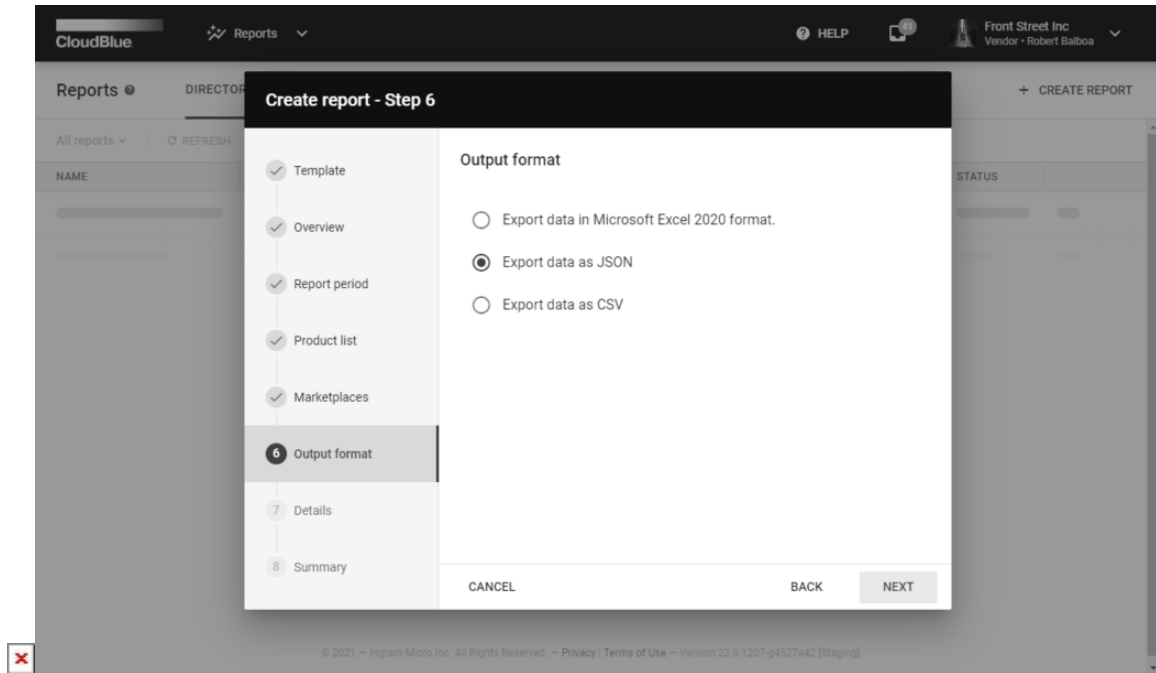 CloudBlue
Reports
HELP
43
Front Street Inc
Vendor • Robert Balboa
Reports
DIRECTOR
+ CREATE REPORT
All reports
REFRESH
NAME
STATUS
Create report - Step 6
Template
Overview
Report period
Product list
Marketplaces
6 Output format
7 Details
8 Summary
Output format
Export data in Microsoft Excel 2020 format.
Export data as JSON
Export data as CSV
CANCEL
BACK
NEXT
© 2021 — Ingram Micro Inc. All Rights Reserved. — Privacy | Terms of Use — Version 23.0.1207-g4527a42 [Staging]